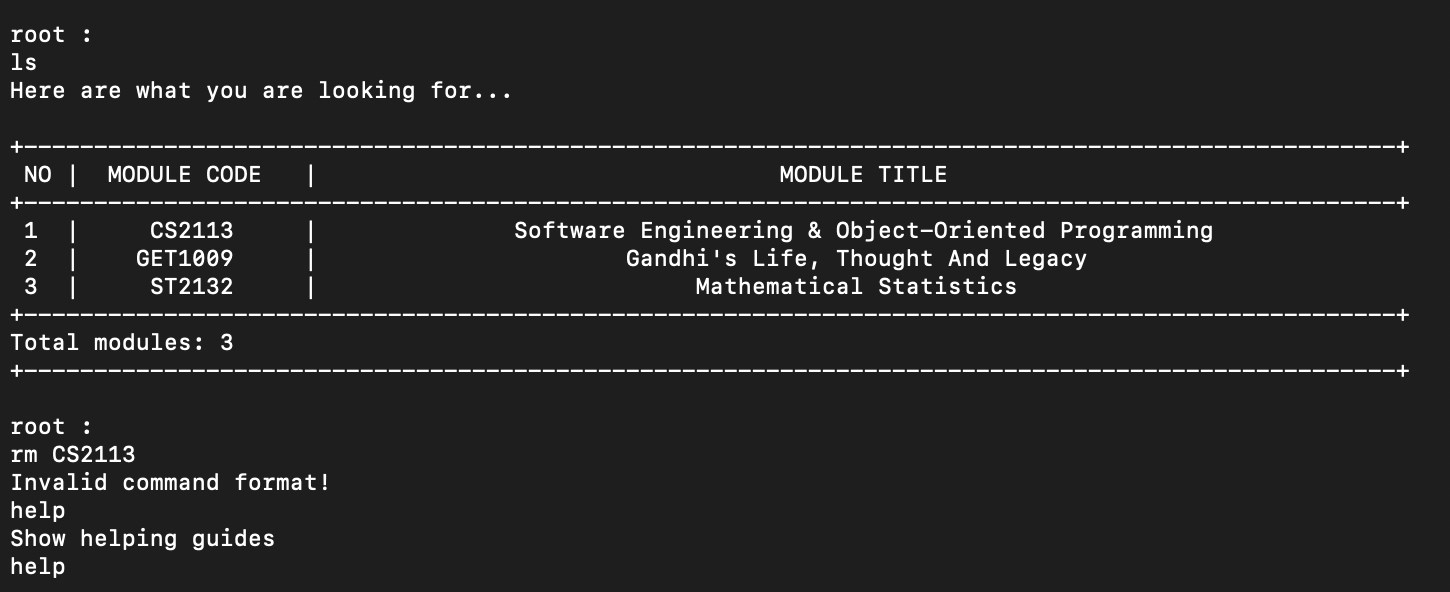 root :
ls
Here are what you are looking for...
+--------------------------------------------------------------------------------------------------+
NO |  MODULE CODE   |                                 MODULE TITLE
+--------------------------------------------------------------------------------------------------+
1  |     CS2113     |              Software Engineering & Object-Oriented Programming
2  |    GET1009     |                      Gandhi's Life, Thought And Legacy
3  |     ST2132     |                           Mathematical Statistics
+--------------------------------------------------------------------------------------------------+
Total modules: 3
+--------------------------------------------------------------------------------------------------+
root :
rm CS2113
Invalid command format!
help
Show helping guides
help